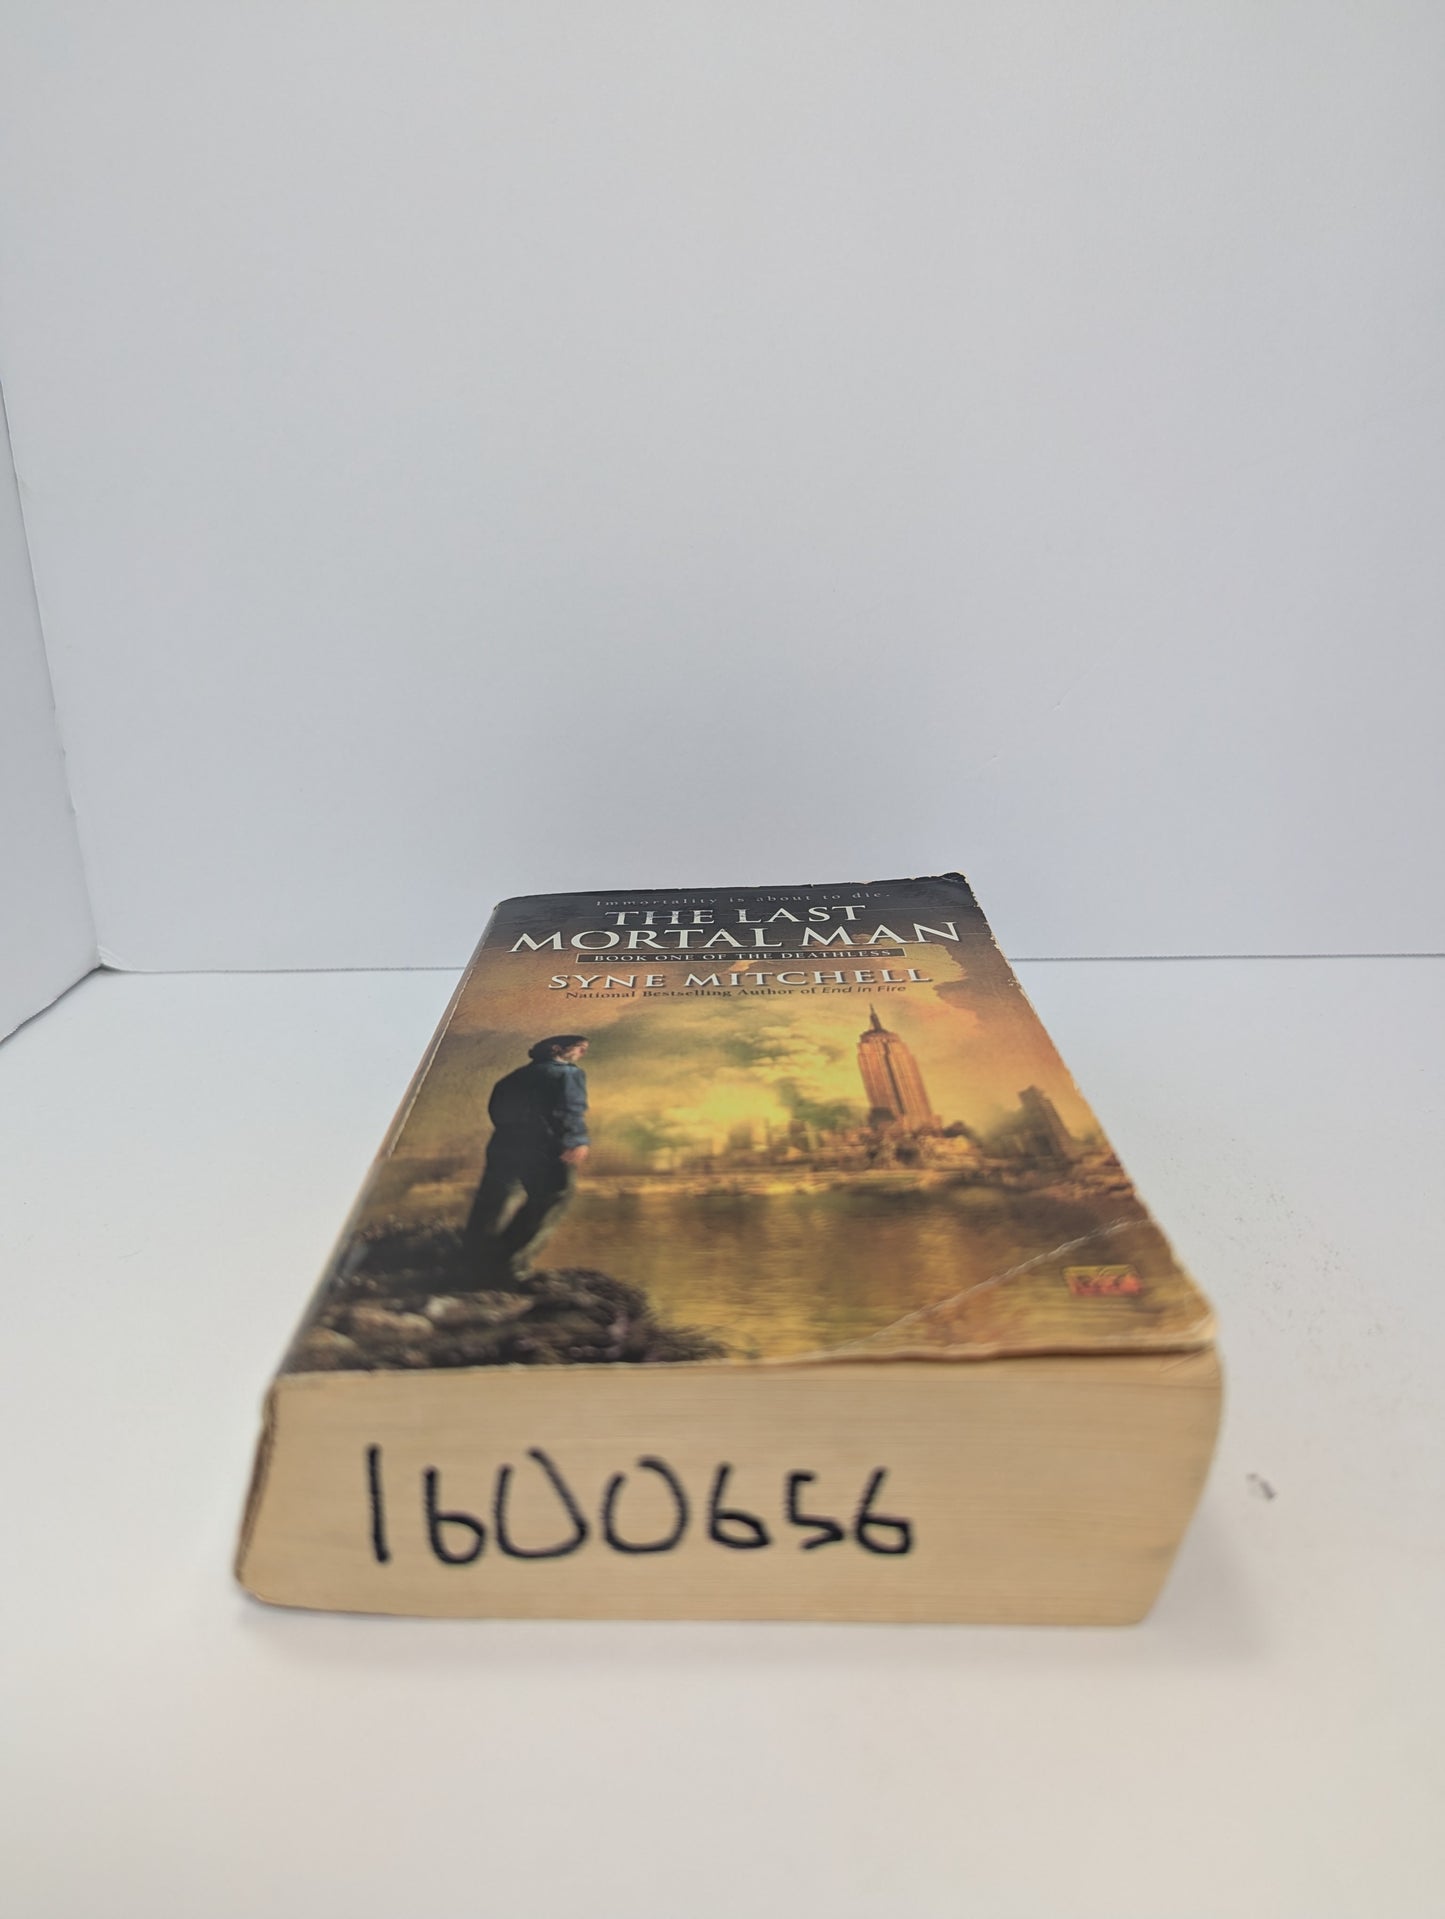 Immortality is about to die.
THE LAST
MORTAL MAN
BOOK ONE OF THE DEATHLESS
SYNE MITCHELL
National Bestselling Author of End in Fire
1600656